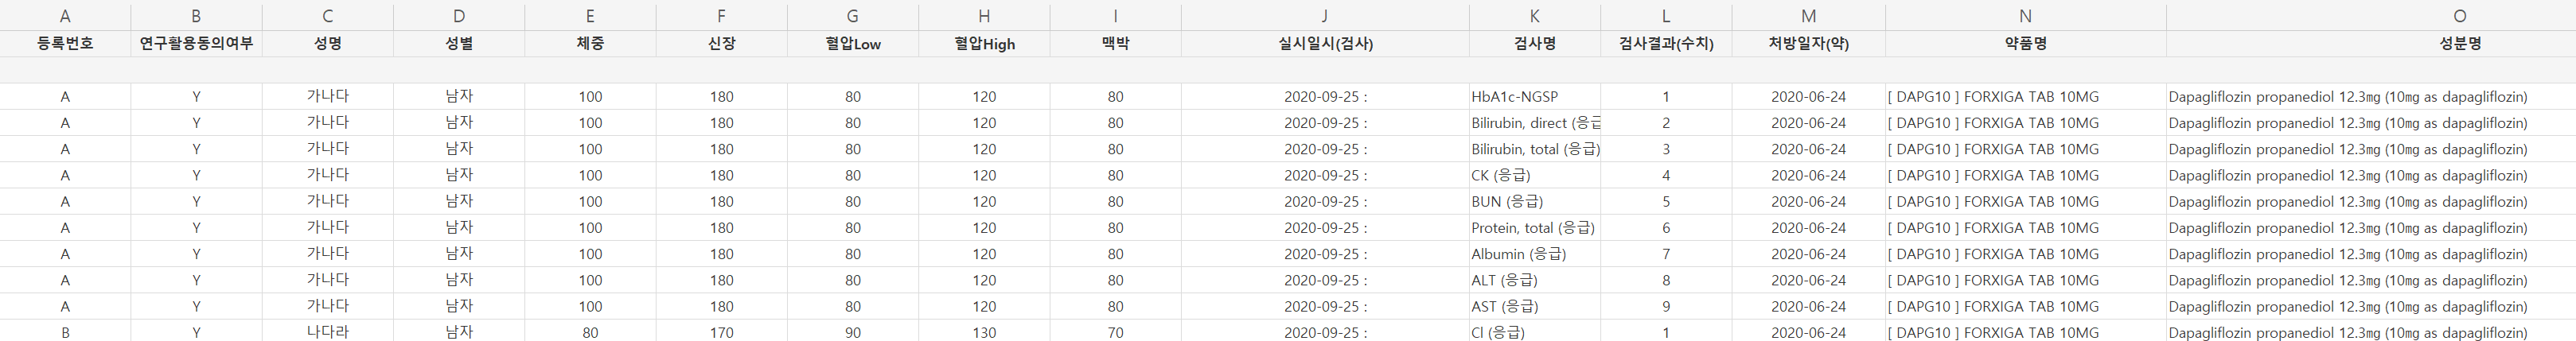 A B C D E F G H I J K L M N O
등록번호 연구활용동의여부 성명 성별 체중 신장 혈압Low 혈압High 맥박 실시일시(검사) 검사명 검사결과(수치) 처방일자(약) 약품명 성분명
A Y 가나다 남자 100 180 80 120 80 2020-09-25 : HbA1c-NGSP 1 2020-06-24 [ DAPG10 ] FORXIGA TAB 10MG Dapagliflozin propanediol 12.3㎎ (10㎎ as dapagliflozin)
A Y 가나다 남자 100 180 80 120 80 2020-09-25 : Bilirubin, direct (응급 2 2020-06-24 [ DAPG10 ] FORXIGA TAB 10MG Dapagliflozin propanediol 12.3㎎ (10㎎ as dapagliflozin)
A Y 가나다 남자 100 180 80 120 80 2020-09-25 : Bilirubin, total (응급) 3 2020-06-24 [ DAPG10 ] FORXIGA TAB 10MG Dapagliflozin propanediol 12.3㎎ (10㎎ as dapagliflozin)
A Y 가나다 남자 100 180 80 120 80 2020-09-25 : CK (응급) 4 2020-06-24 [ DAPG10 ] FORXIGA TAB 10MG Dapagliflozin propanediol 12.3㎎ (10㎎ as dapagliflozin)
A Y 가나다 남자 100 180 80 120 80 2020-09-25 : BUN (응급) 5 2020-06-24 [ DAPG10 ] FORXIGA TAB 10MG Dapagliflozin propanediol 12.3㎎ (10㎎ as dapagliflozin)
A Y 가나다 남자 100 180 80 120 80 2020-09-25 : Protein, total (응급) 6 2020-06-24 [ DAPG10 ] FORXIGA TAB 10MG Dapagliflozin propanediol 12.3㎎ (10㎎ as dapagliflozin)
A Y 가나다 남자 100 180 80 120 80 2020-09-25 : Albumin (응급) 7 2020-06-24 [ DAPG10 ] FORXIGA TAB 10MG Dapagliflozin propanediol 12.3㎎ (10㎎ as dapagliflozin)
A Y 가나다 남자 100 180 80 120 80 2020-09-25 : ALT (응급) 8 2020-06-24 [ DAPG10 ] FORXIGA TAB 10MG Dapagliflozin propanediol 12.3㎎ (10㎎ as dapagliflozin)
A Y 가나다 남자 100 180 80 120 80 2020-09-25 : AST (응급) 9 2020-06-24 [ DAPG10 ] FORXIGA TAB 10MG Dapagliflozin propanediol 12.3㎎ (10㎎ as dapagliflozin)
B Y 나다라 남자 80 170 90 130 70 2020-09-25 : Cl (응급) 1 2020-06-24 [ DAPG10 ] FORXIGA TAB 10MG Dapagliflozin propanediol 12.3㎎ (10㎎ as dapagliflozin)